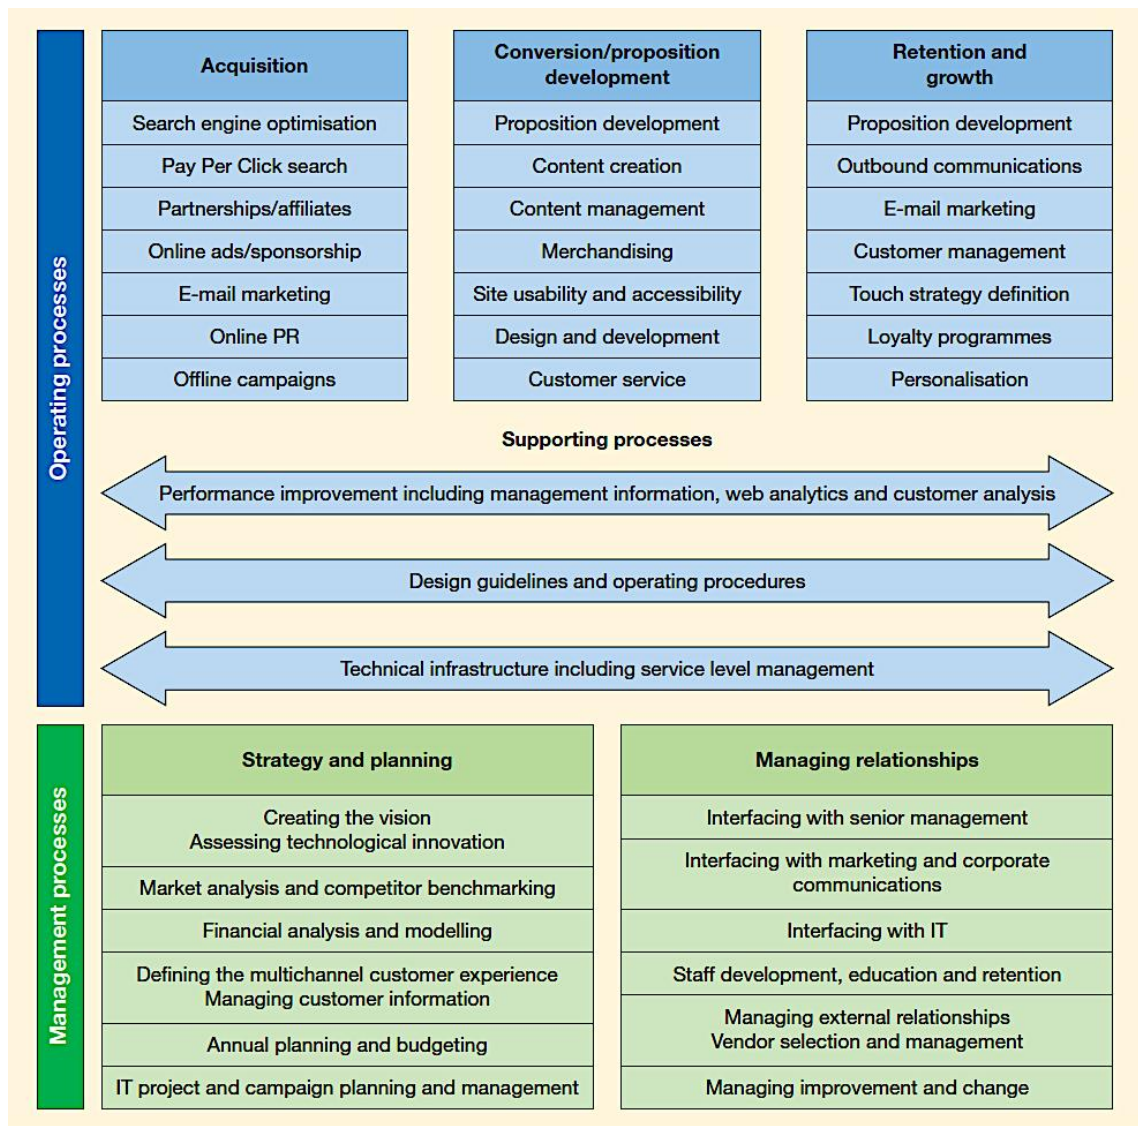 Operating processes
Acquisition
Search engine optimisation
Pay Per Click search
Partnerships/affiliates
Online ads/sponsorship
E-mail marketing
Online PR
Offline campaigns
Conversion/proposition
development
Proposition development
Content creation
Content management
Merchandising
Site usability and accessibility
Design and development
Customer service
Retention and
growth
Proposition development
Outbound communications
E-mail marketing
Customer management
Touch strategy definition
Loyalty programmes
Personalisation
Supporting processes
Performance improvement including management information, web analytics and customer analysis
Design guidelines and operating procedures
Technical infrastructure including service level management
Management processes
Strategy and planning
Creating the vision
Assessing technological innovation
Market analysis and competitor benchmarking
Financial analysis and modelling
Defining the multichannel customer experience
Managing customer information
Annual planning and budgeting
IT project and campaign planning and management
Managing relationships
Interfacing with senior management
Interfacing with marketing and corporate
communications
Interfacing with IT
Staff development, education and retention
Managing external relationships
Vendor selection and management
Managing improvement and change